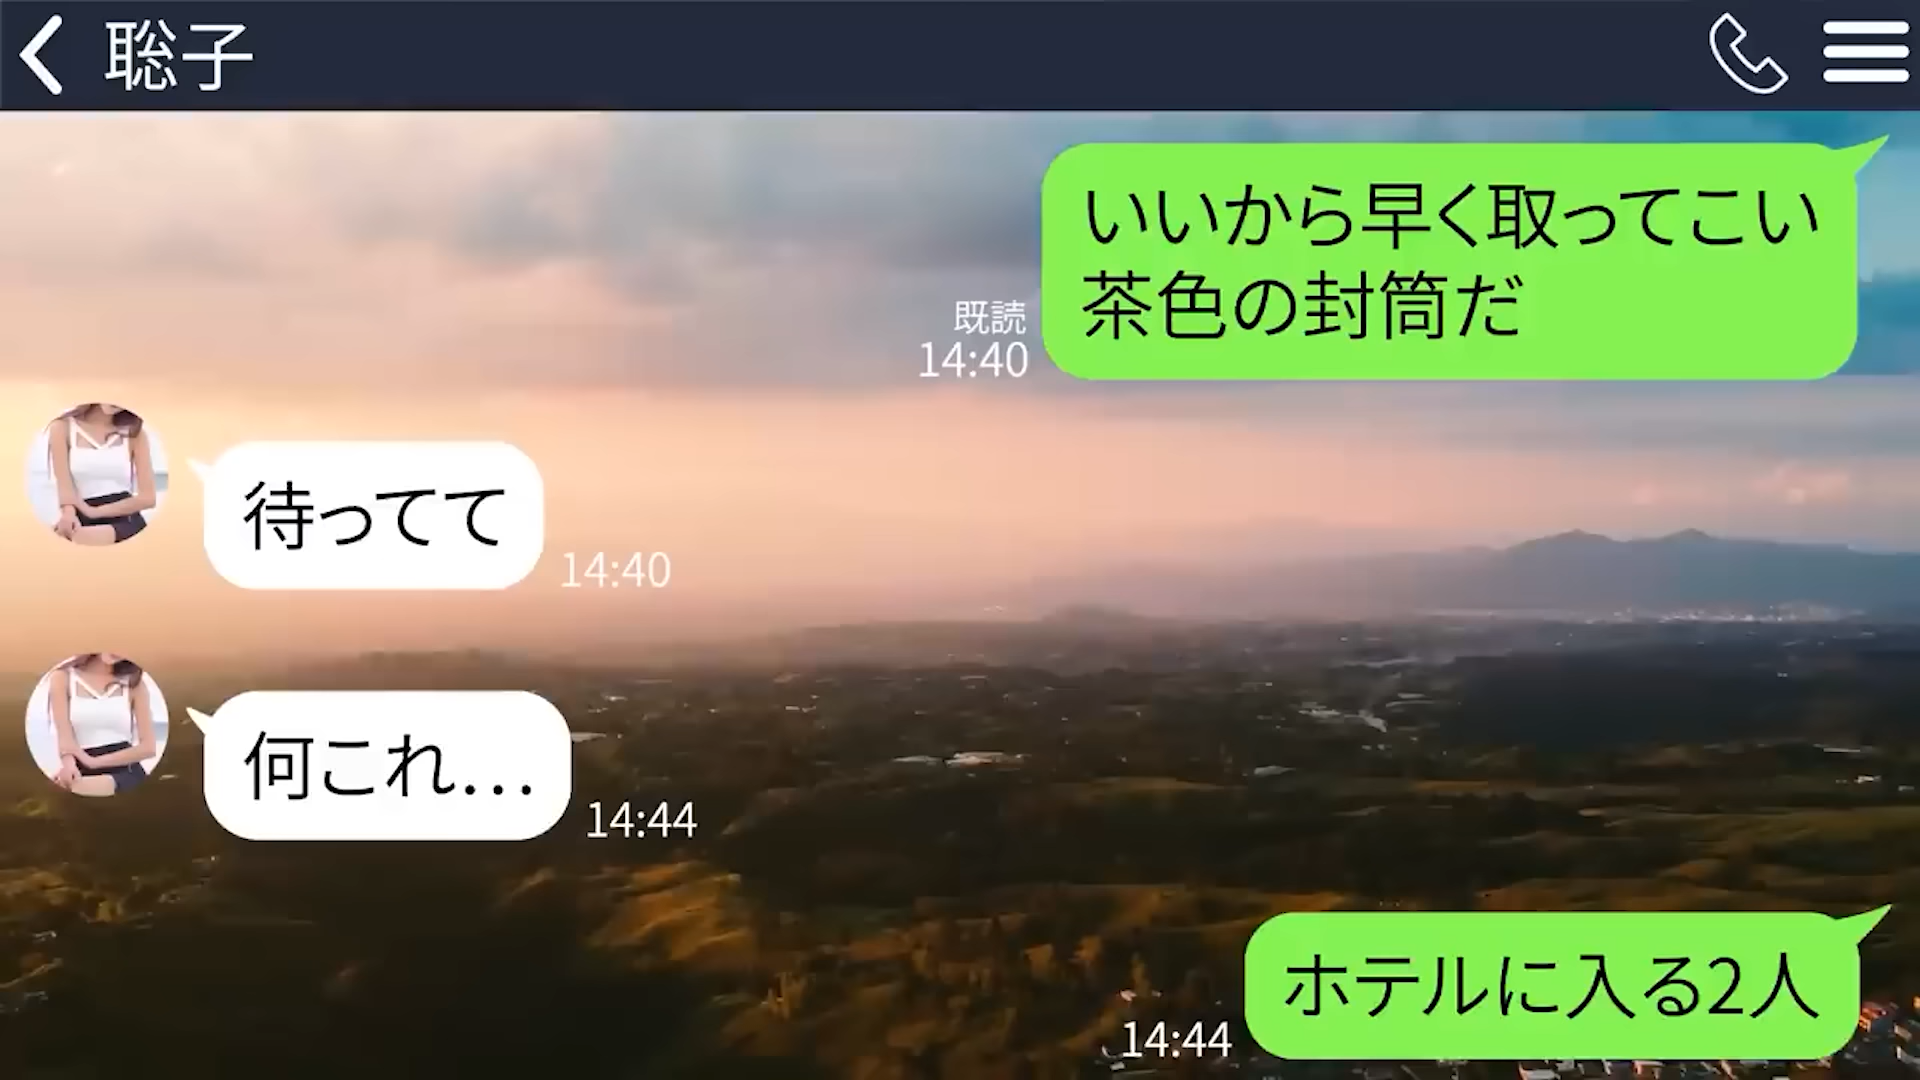 聡子
いいから早く取ってこい
茶色の封筒だ
既読
14:40
待ってて
14:40
何これ…
14:44
ホテルに入る2人
14:44